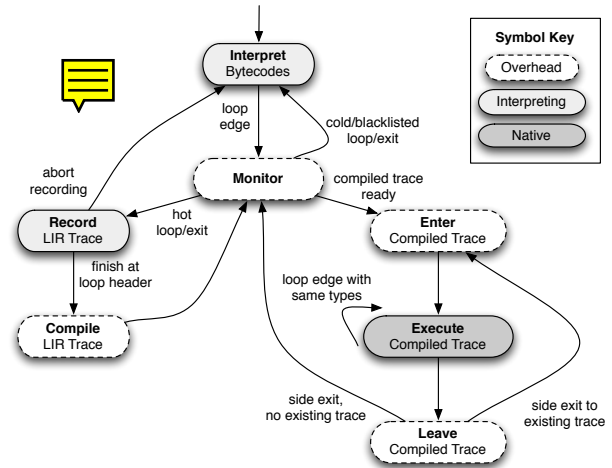 Symbol Key
Overhead
Interpreting
Native
Interpret
Bytecodes
loop
edge
cold/blacklisted
loop/exit
abort
recording
Monitor
compiled trace
ready
Record
LIR Trace
hot
loop/exit
Enter
Compiled Trace
finish at
loop header
loop edge with
same types
Compile
LIR Trace
Execute
Compiled Trace
side exit,
no existing trace
side exit to
existing trace
Leave
Compiled Trace